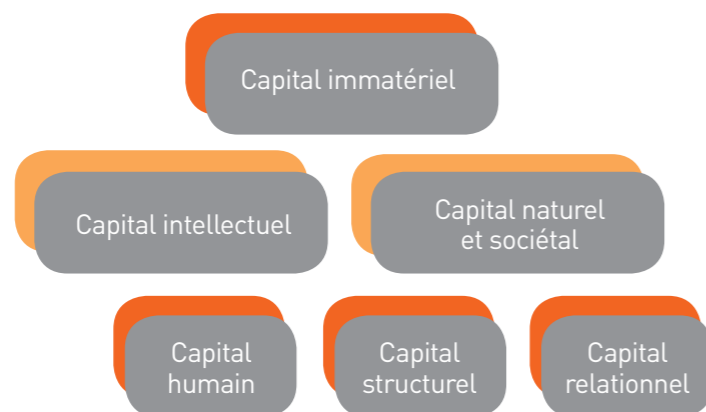 Capital immatériel
Capital intellectuel
Capital naturel
et sociétal
Capital
humain
Capital
structurel
Capital
relationnel